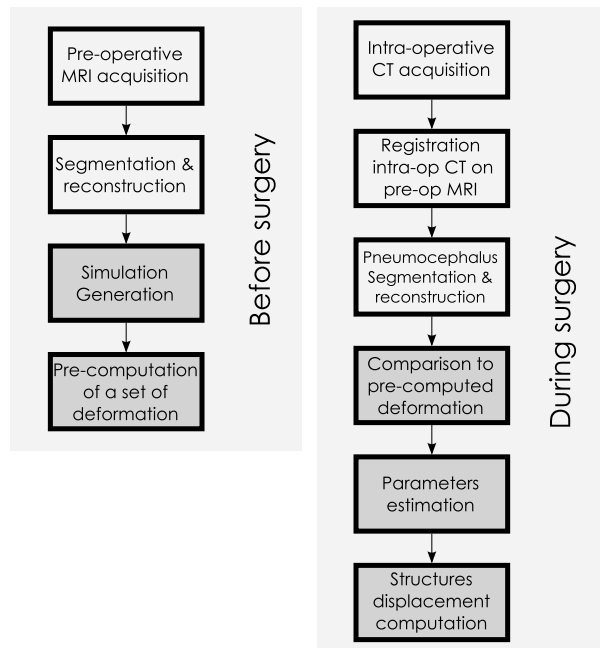 Pre-operative
MRI acquisition
Segmentation &
reconstruction
Simulation
Generation
Pre-computation
of a set of
deformation
Before surgery
Intra-operative
CT acquisition
Registration
intra-op CT on
pre-op MRI
Pneumocephalus
Segmentation &
reconstruction
Comparison to
pre-computed
deformation
Parameters
estimation
Structures
displacement
computation
During surgery